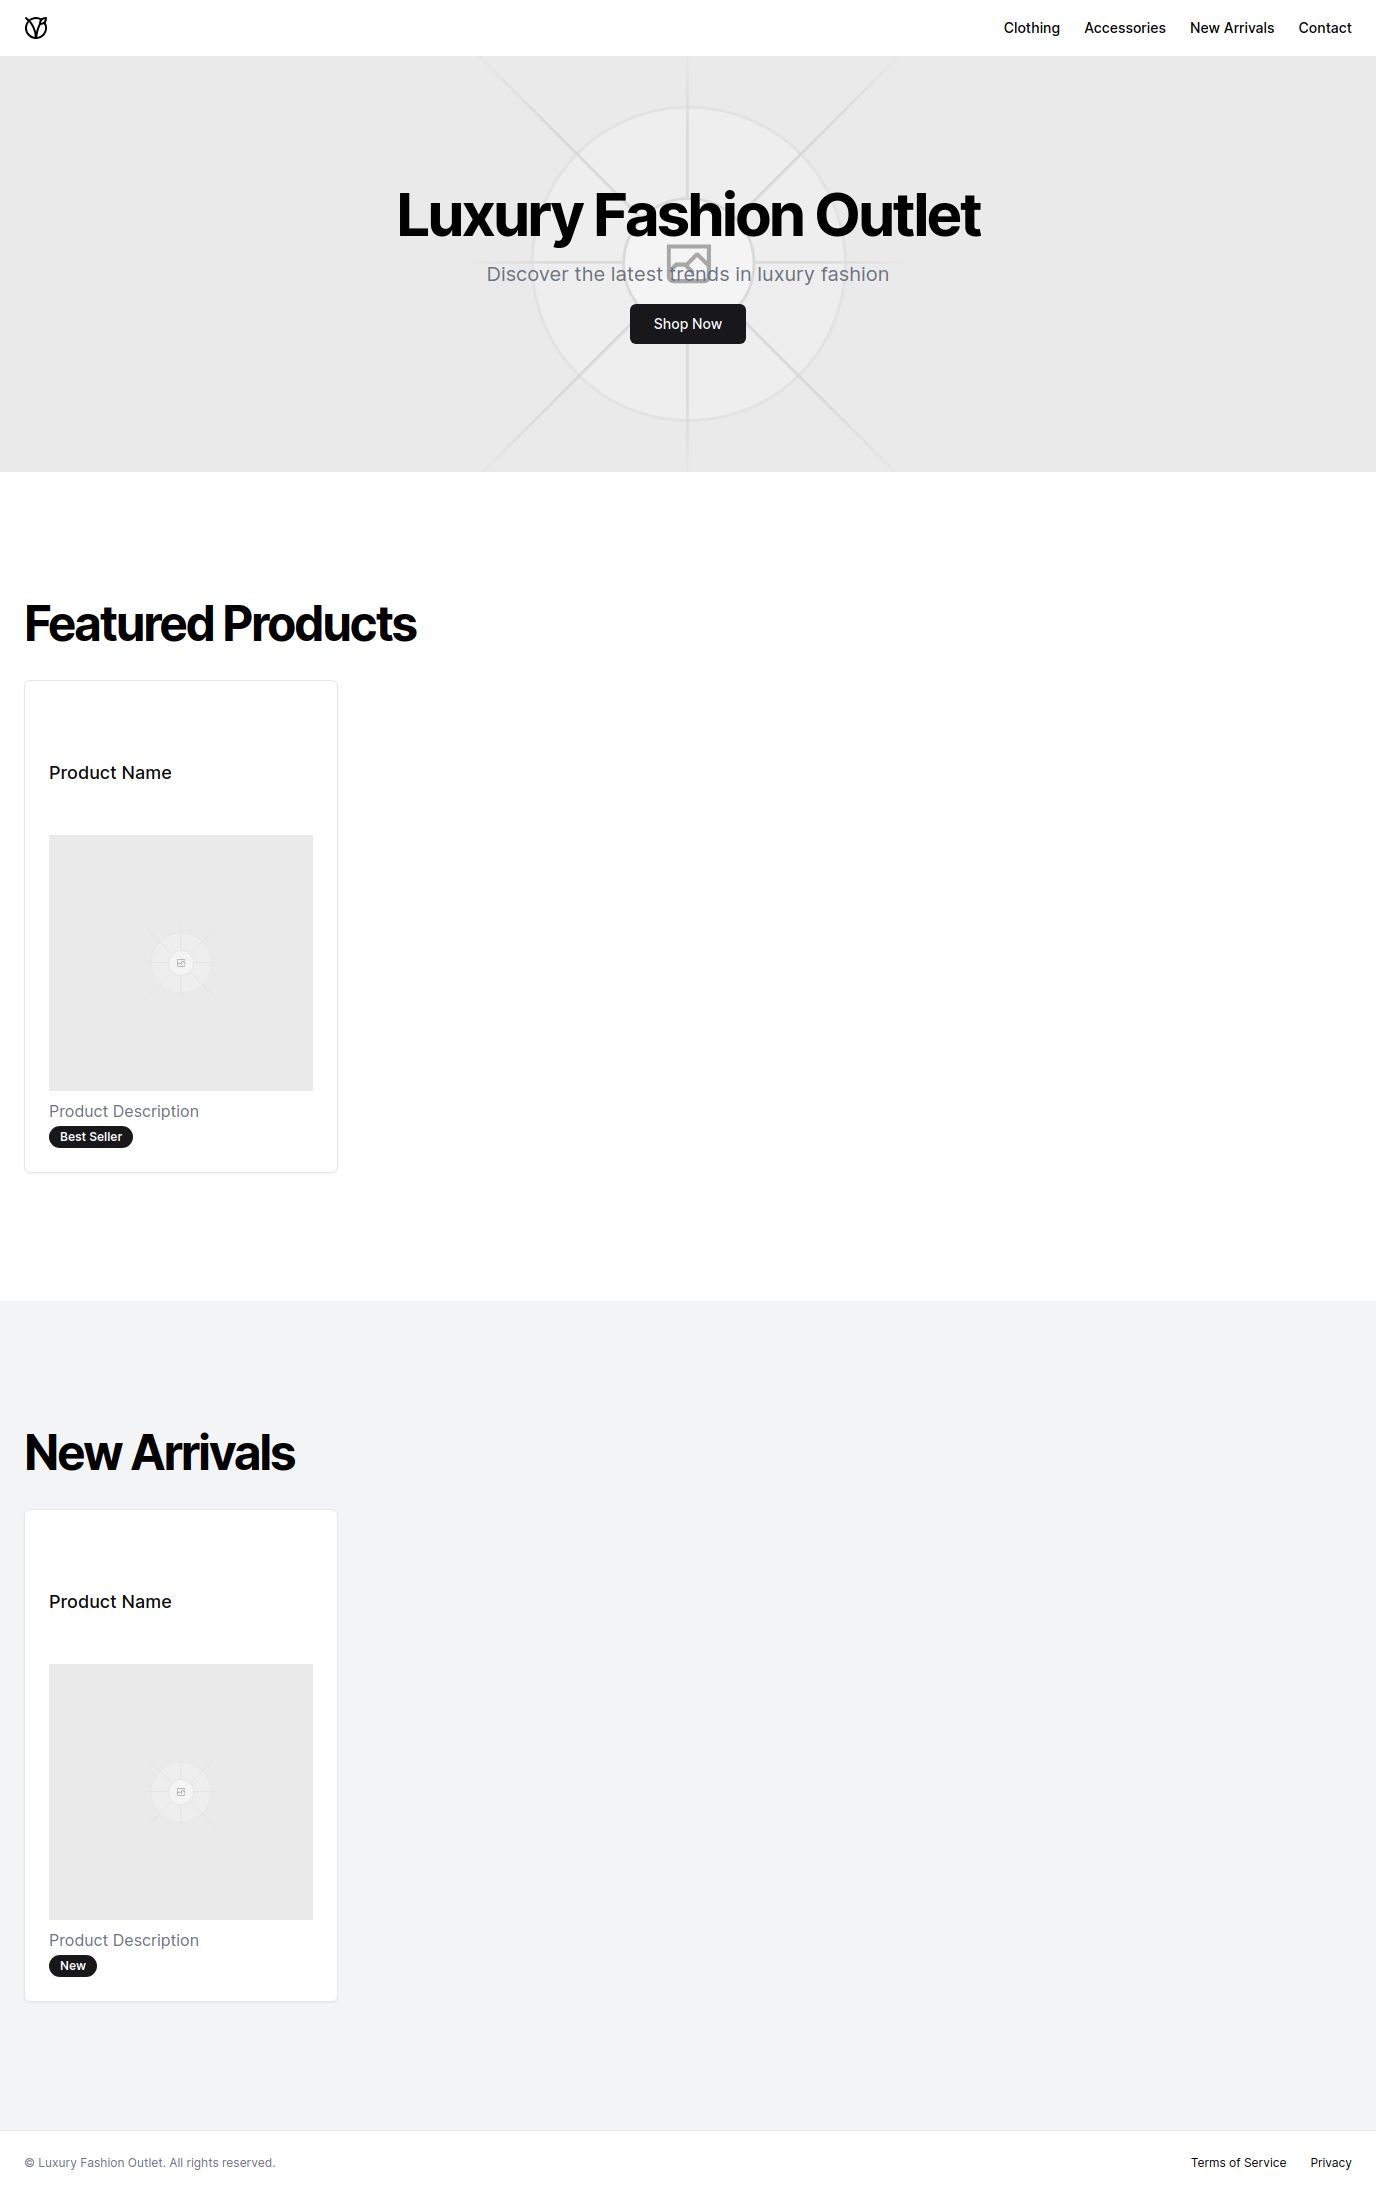 Clothing Accessories New Arrivals Contact
Luxury Fashion Outlet
Discover the latest trends in luxury fashion
Shop Now
Featured Products
Product Name
Product Description
Best Seller
New Arrivals
Product Name
Product Description
New
© Luxury Fashion Outlet. All rights reserved. Terms of Service Privacy